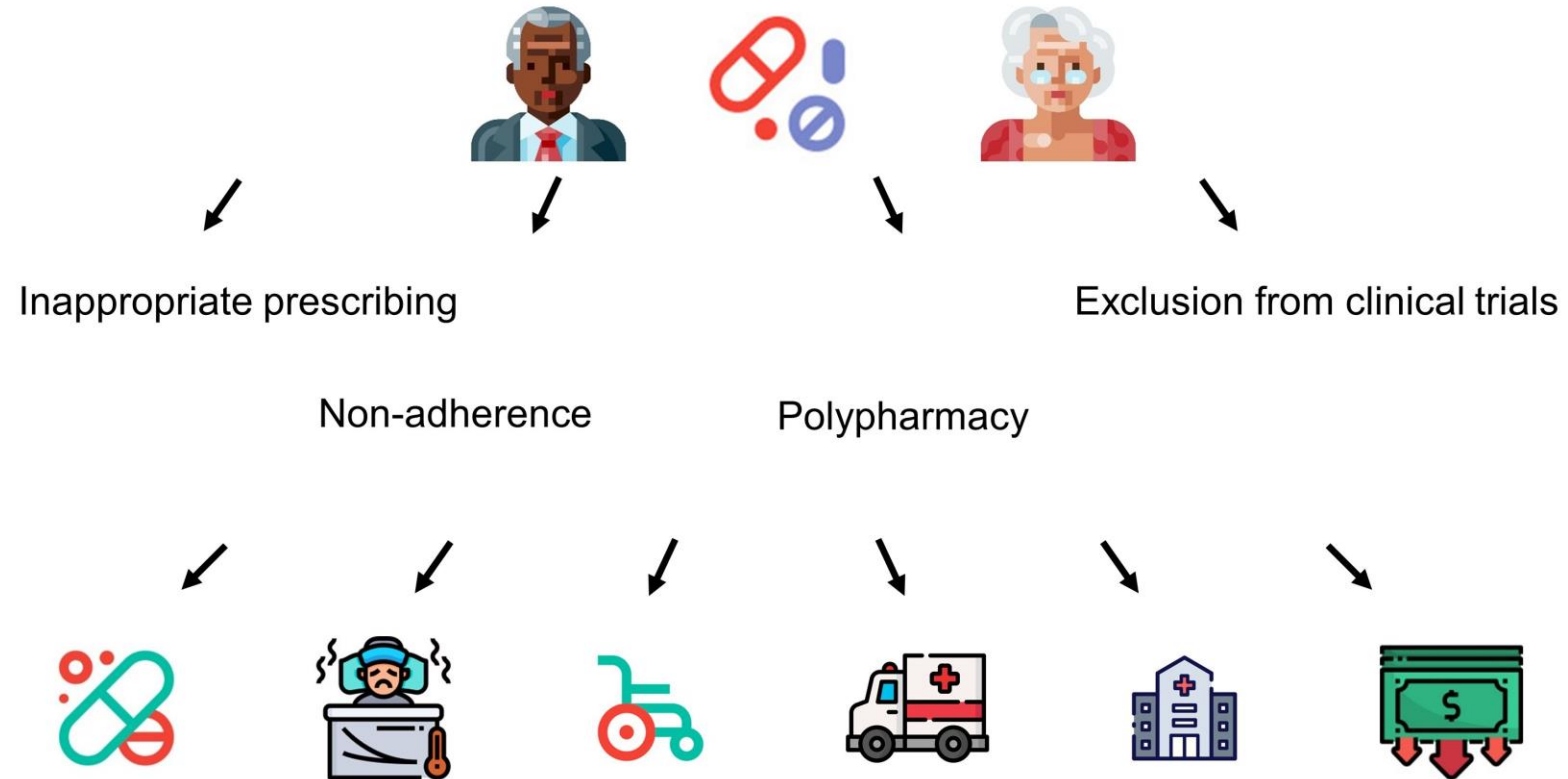 Inappropriate prescribing
Exclusion from clinical trials
Non-adherence
Polypharmacy
$